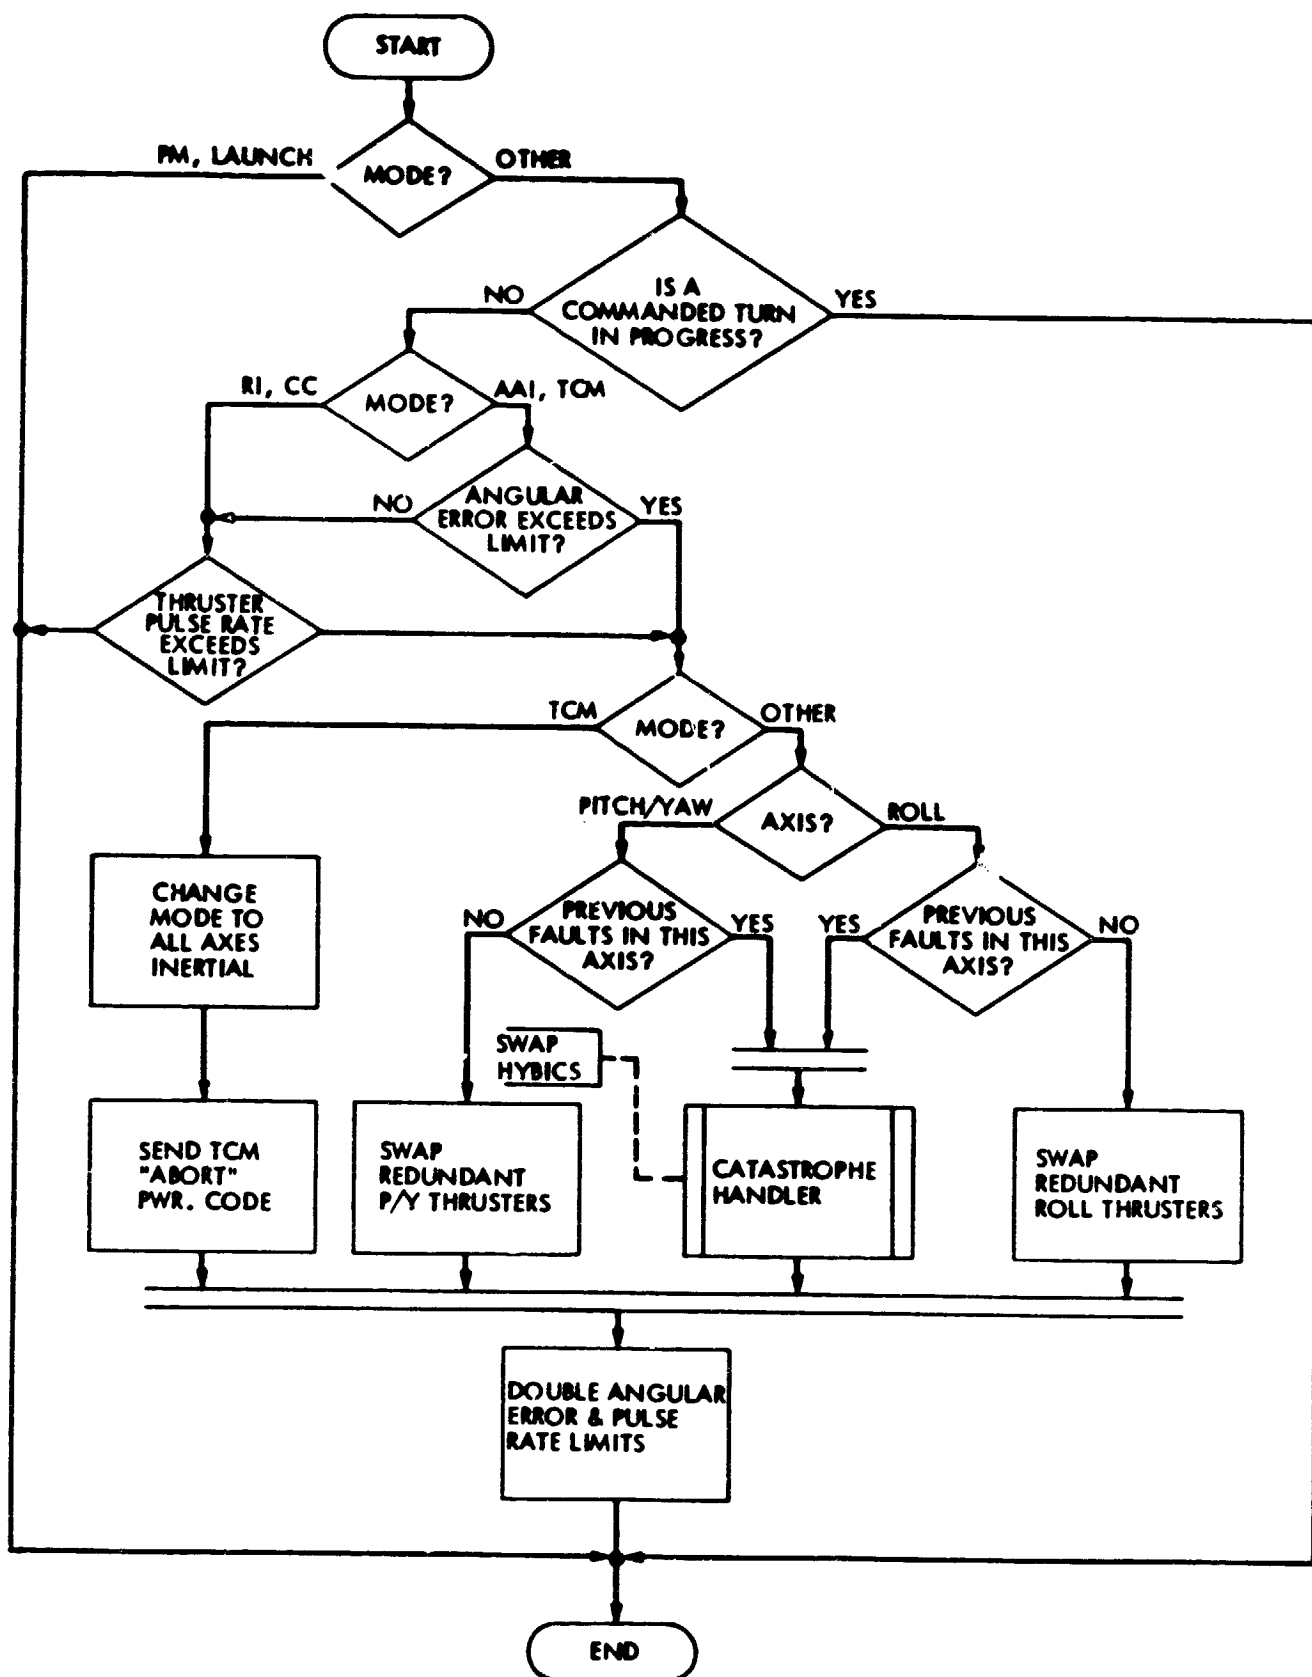 START
PM, LAUNCH
MODE?
OTHER
IS A
COMMANDED TURN
IN PROGRESS?
NO
YES
RI, CC
MODE?
AAI, TCM
NO
ANGULAR
ERROR EXCEEDS
LIMIT?
YES
THRUSTER
PULSE RATE
EXCEEDS
LIMIT?
TCM
MODE?
OTHER
PITCH/YAW
AXIS?
ROLL
CHANGE
MODE TO
ALL AXES
INERTIAL
NO
PREVIOUS
FAULTS IN THIS
AXIS?
YES
YES
PREVIOUS
FAULTS IN THIS
AXIS?
NO
SWAP
HYBICS
SEND TCM
"ABORT"
PWR. CODE
SWAP
REDUNDANT
P/Y THRUSTERS
CATASTROPHE
HANDLER
SWAP
REDUNDANT
ROLL THRUSTERS
DOUBLE ANGULAR
ERROR & PULSE
RATE LIMITS
END